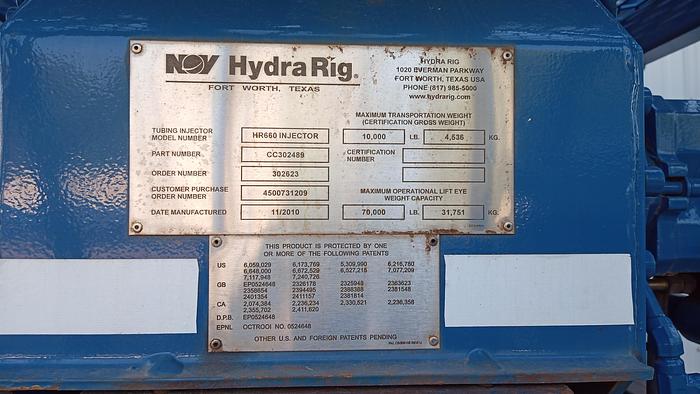 NOV Hydra Rig®
FORT WORTH, TEXAS
HYDRA RIG
1020 EVERMAN PARKWAY
FORT WORTH, TEXAS USA
PHONE (817) 985-5000
www.hydrarig.com
MAXIMUM TRANSPORTATION WEIGHT
(CERTIFICATION GROSS WEIGHT)
TUBING INJECTOR
MODEL NUMBER HR660 INJECTOR 10,000 LB. 4,536 KG.
PART NUMBER CC302489 CERTIFICATION
NUMBER
ORDER NUMBER 302623
CUSTOMER PURCHASE
ORDER NUMBER 4500731209 MAXIMUM OPERATIONAL LIFT EYE
WEIGHT CAPACITY
DATE MANUFACTURED 11/2010 70,000 LB. 31,751 KG.
THIS PRODUCT IS PROTECTED BY ONE
OR MORE OF THE FOLLOWING PATENTS
US 6,059,029 6,173,769 5,309,990 6,216,780
6,648,000 6,672,529 6,527,215 7,077,209
7,117,948 7,240,726
GB EP0524648 2326178 2325948 2363623
2358654 2394495 2388388 2381548
2401354 2411157 2381814
CA 2,074,384 2,236,234 2,330,521 2,236,358
2,355,702 2,411,620
D.P.B. EP0524648
EPNL OCTROOI NO. 0524648
OTHER U.S. AND FOREIGN PATENTS PENDING